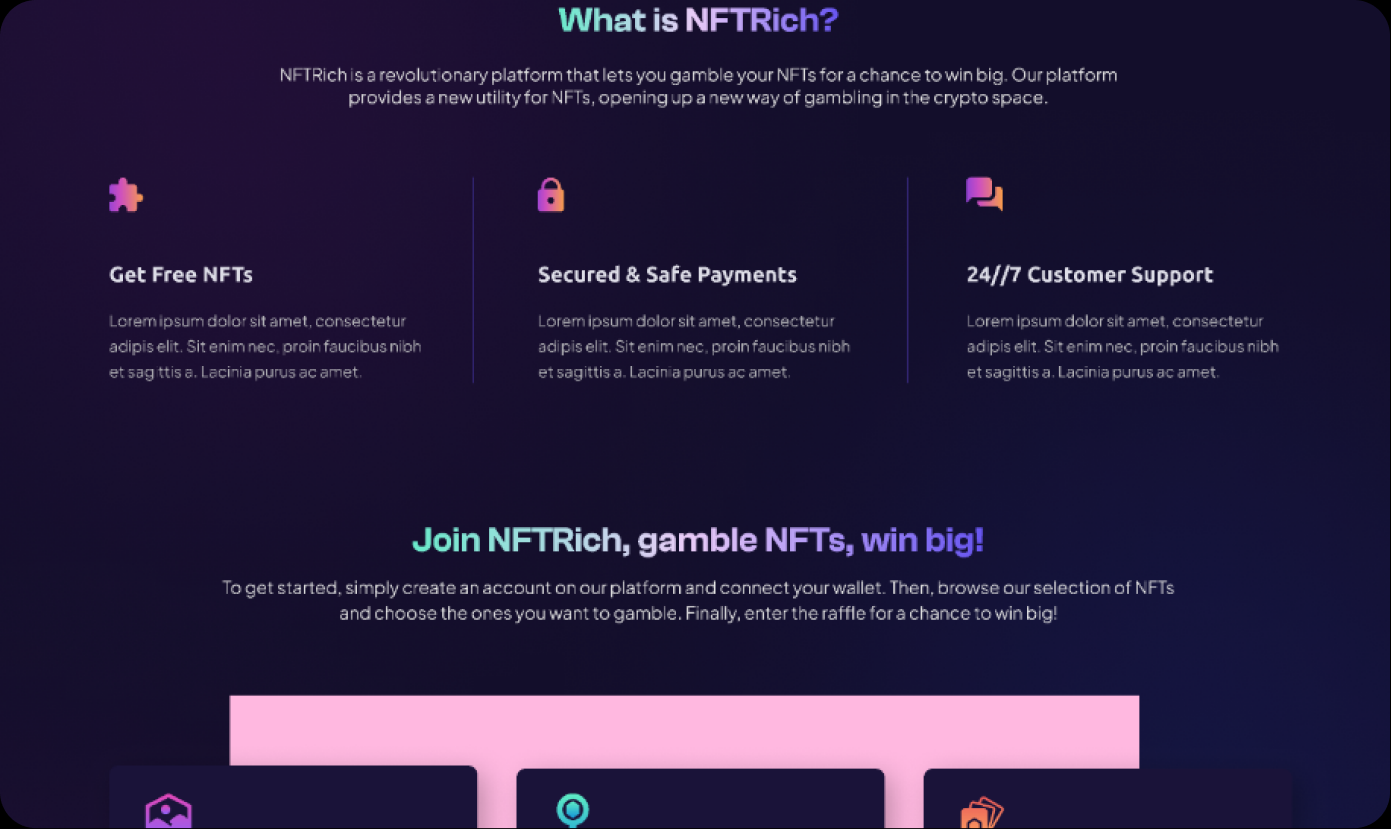 What is NFTRich?
NFTRich is a revolutionary platform that lets you gamble your NFTs for a chance to win big. Our platform
provides a new utility for NFTs, opening up a new way of gambling in the crypto space.
Get Free NFTs
Lorem ipsum dolor sit amet, consectetur
adipis elit. Sit enim nec, proin faucibus nibh
et sag ttis a. Lacinia purus ac amet.
Secured & Safe Payments
Lorem ipsum dolor sit amet, consectetur
adipis elit. Sit enim nec, proin faucibus nibh
et sagittis a. Lacinia purus ac amet.
24//7 Customer Support
Lorem ipsum dolor sit amet, consectetur
adipis elit. Sit enim nec, proin faucibus nibh
et sagittis a. Lacinia purus ac amet.
Join NFTRich, gamble NFTs, win big!
To get started, simply create an account on our platform and connect your wallet. Then, browse our selection of NFTs
and choose the ones you want to gamble. Finally, enter the raffle for a chance to win big!